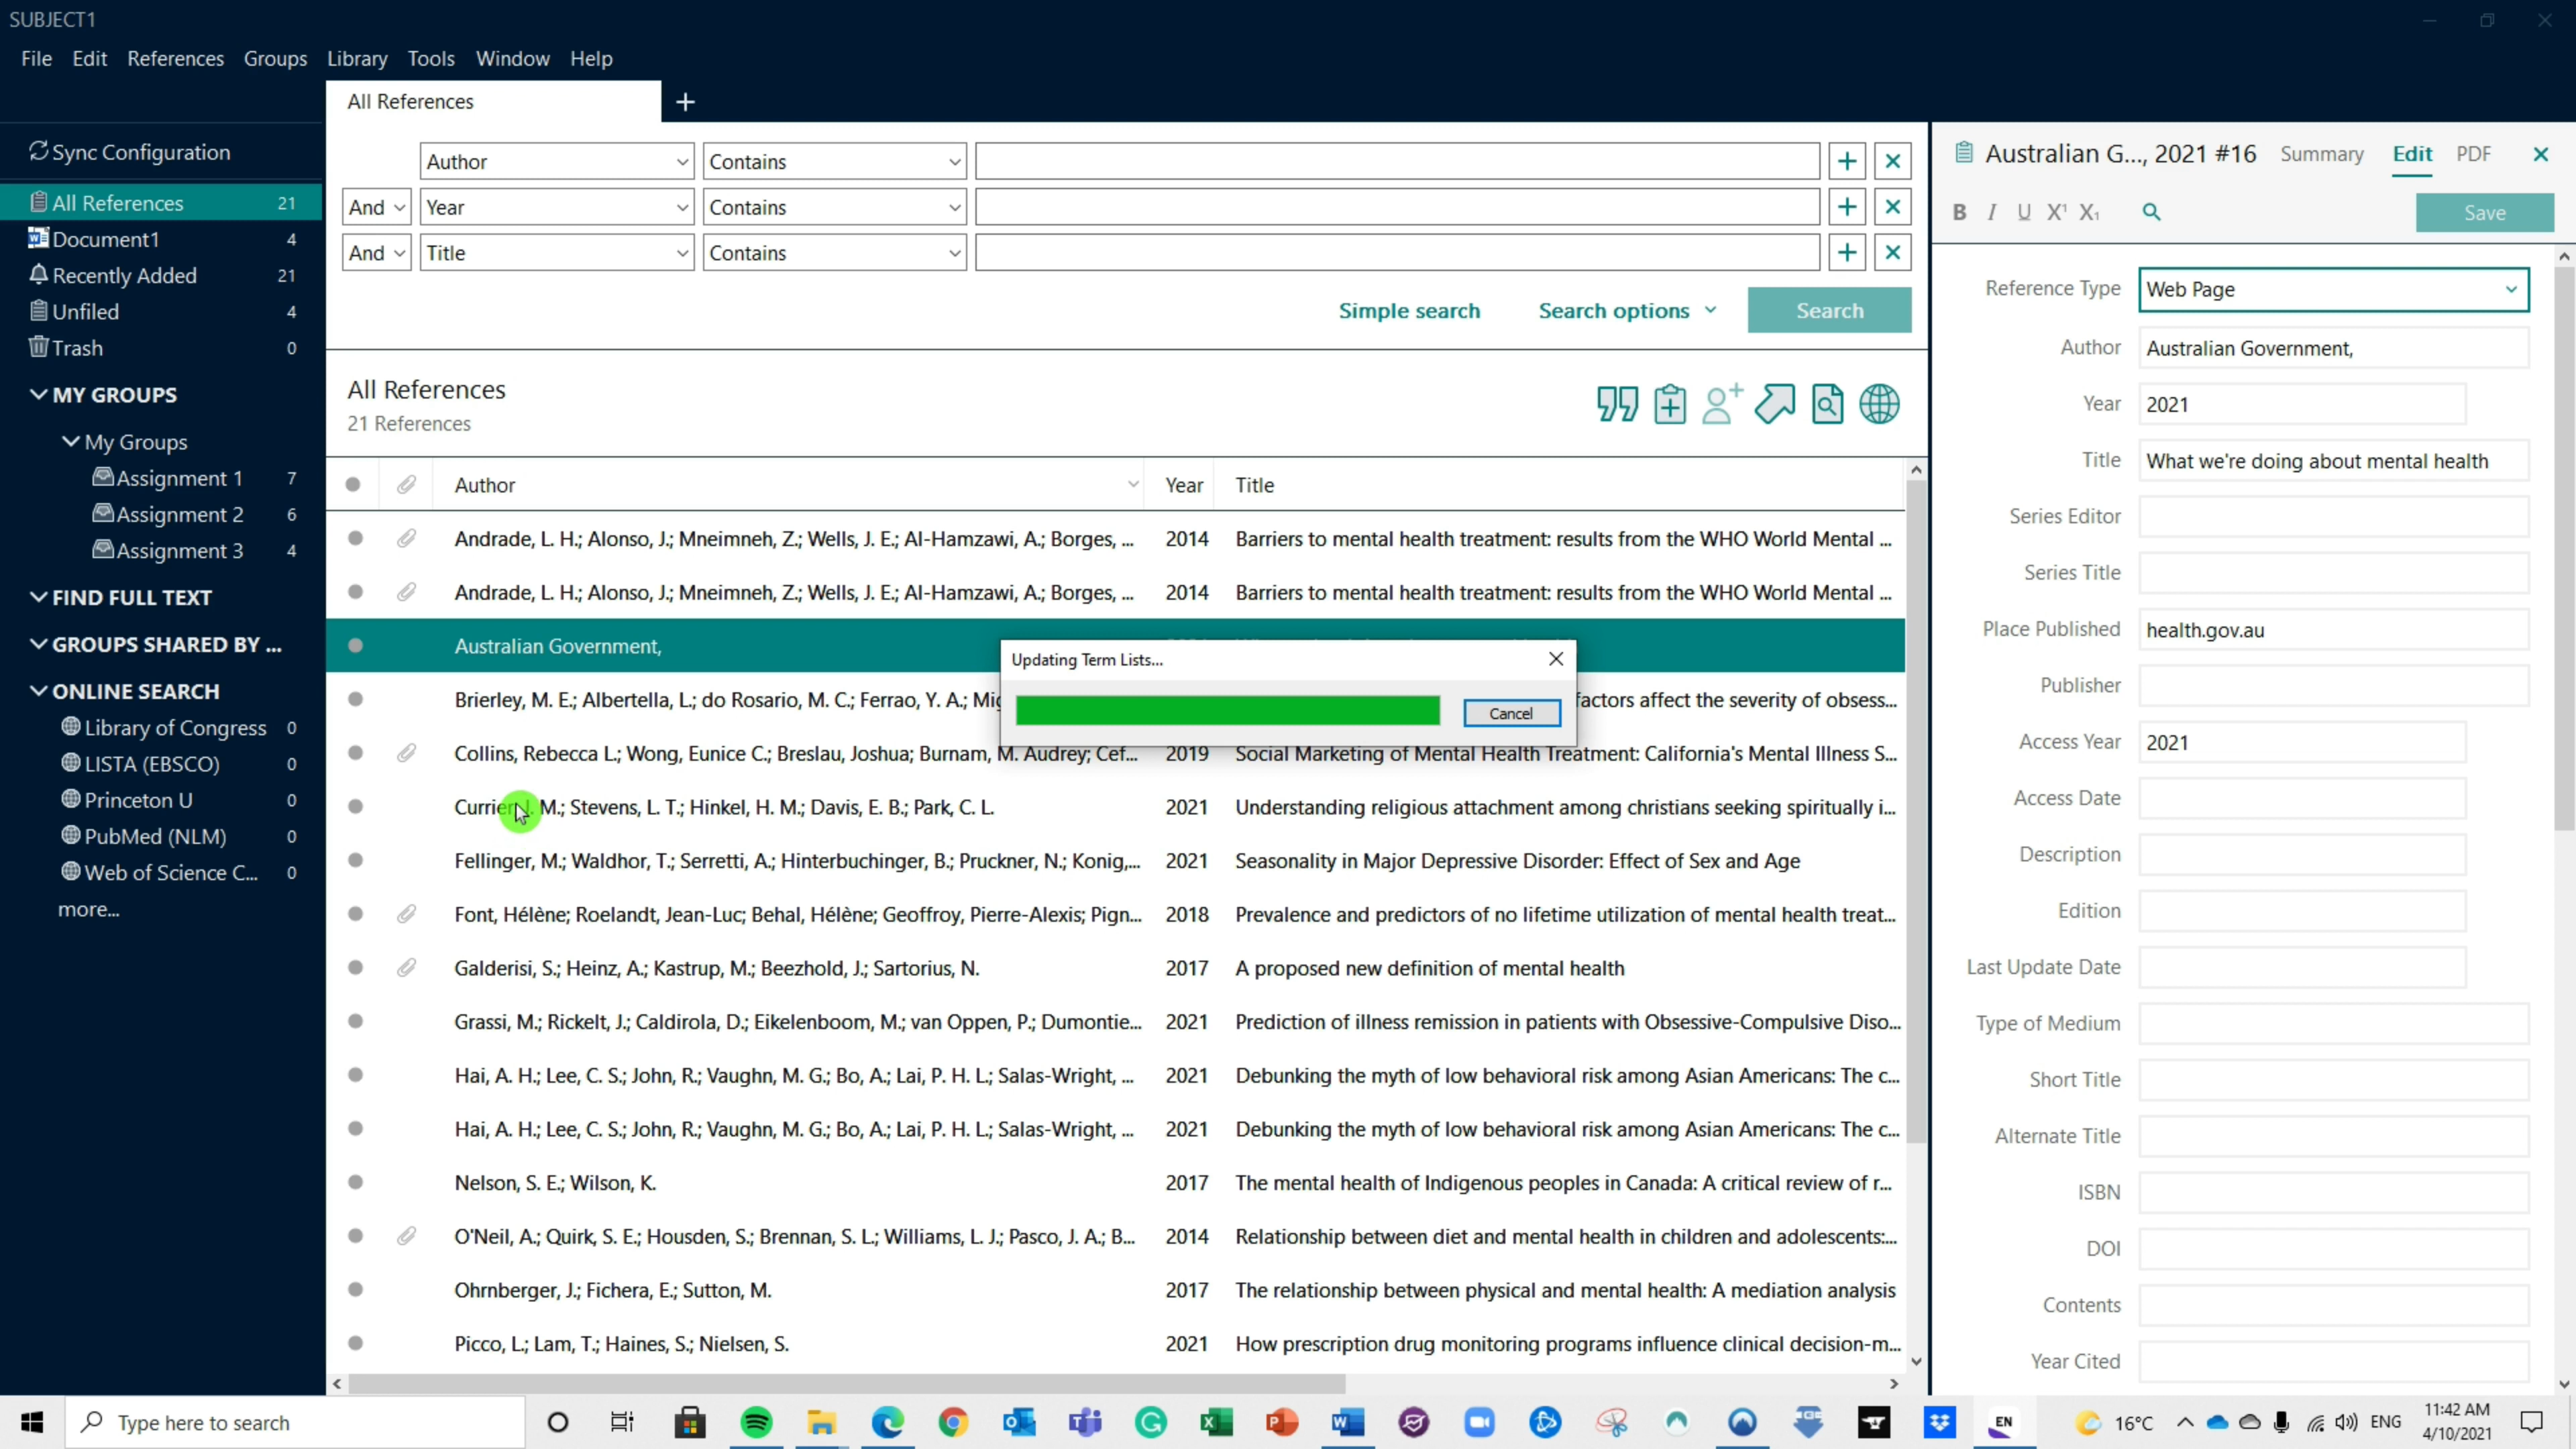 SUBJECT1
File Edit References Groups Library Tools Window Help
All References
Sync Configuration
All References 21
Document1 4
Recently Added 21
Unfiled 4
Trash 0
MY GROUPS
My Groups
Assignment 1 7
Assignment 2 6
Assignment 3 4
FIND FULL TEXT
GROUPS SHARED BY ...
ONLINE SEARCH
Library of Congress 0
LISTA (EBSCO) 0
Princeton U 0
PubMed (NLM) 0
Web of Science C... 0
more...
Author Contains
And Year Contains
And Title Contains
Simple search Search options Search
All References
21 References
Author Year Title
Andrade, L. H.; Alonso, J.; Mneimneh, Z.; Wells, J. E.; Al-Hamzawi, A.; Borges, ... 2014 Barriers to mental health treatment: results from the WHO World Mental ...
Andrade, L. H.; Alonso, J.; Mneimneh, Z.; Wells, J. E.; Al-Hamzawi, A.; Borges, ... 2014 Barriers to mental health treatment: results from the WHO World Mental ...
Australian Government,
Updating Term Lists...
Cancel
Brierley, M. E.; Albertella, L.; do Rosario, M. C.; Ferrao, Y. A.; factors affect the severity of obsess...
Collins, Rebecca L.; Wong, Eunice C.; Breslau, Joshua; Burnam, M. Audrey; Cef... 2019 Social Marketing of Mental Health Treatment: California's Mental Illness S...
Currier, J. M.; Stevens, L. T.; Hinkel, H. M.; Davis, E. B.; Park, C. L. 2021 Understanding religious attachment among christians seeking spiritually i...
Fellinger, M.; Waldhor, T.; Serretti, A.; Hinterbuchinger, B.; Pruckner, N.; Konig,... 2021 Seasonality in Major Depressive Disorder: Effect of Sex and Age
Font, Hélène; Roelandt, Jean-Luc; Behal, Hélène; Geoffroy, Pierre-Alexis; Pign... 2018 Prevalence and predictors of no lifetime utilization of mental health treat...
Galderisi, S.; Heinz, A.; Kastrup, M.; Beezhold, J.; Sartorius, N. 2017 A proposed new definition of mental health
Grassi, M.; Rickelt, J.; Caldirola, D.; Eikelenboom, M.; van Oppen, P.; Dumontie... 2021 Prediction of illness remission in patients with Obsessive-Compulsive Diso...
Hai, A. H.; Lee, C. S.; John, R.; Vaughn, M. G.; Bo, A.; Lai, P. H. L.; Salas-Wright, ... 2021 Debunking the myth of low behavioral risk among Asian Americans: The c...
Hai, A. H.; Lee, C. S.; John, R.; Vaughn, M. G.; Bo, A.; Lai, P. H. L.; Salas-Wright, ... 2021 Debunking the myth of low behavioral risk among Asian Americans: The c...
Nelson, S. E.; Wilson, K. 2017 The mental health of Indigenous peoples in Canada: A critical review of r...
O'Neil, A.; Quirk, S. E.; Housden, S.; Brennan, S. L.; Williams, L. J.; Pasco, J. A.; B... 2014 Relationship between diet and mental health in children and adolescents:...
Ohrnberger, J.; Fichera, E.; Sutton, M. 2017 The relationship between physical and mental health: A mediation analysis
Picco, L.; Lam, T.; Haines, S.; Nielsen, S. 2021 How prescription drug monitoring programs influence clinical decision-m...
Australian G..., 2021 #16 Summary Edit PDF
B I U X¹ X₁ Save
Reference Type Web Page
Author Australian Government,
Year 2021
Title What we're doing about mental health
Series Editor
Series Title
Place Published health.gov.au
Publisher
Access Year 2021
Access Date
Description
Edition
Last Update Date
Type of Medium
Short Title
Alternate Title
ISBN
DOI
Contents
Year Cited
Type here to search
EN
16°C ENG 11:42 AM
4/10/2021